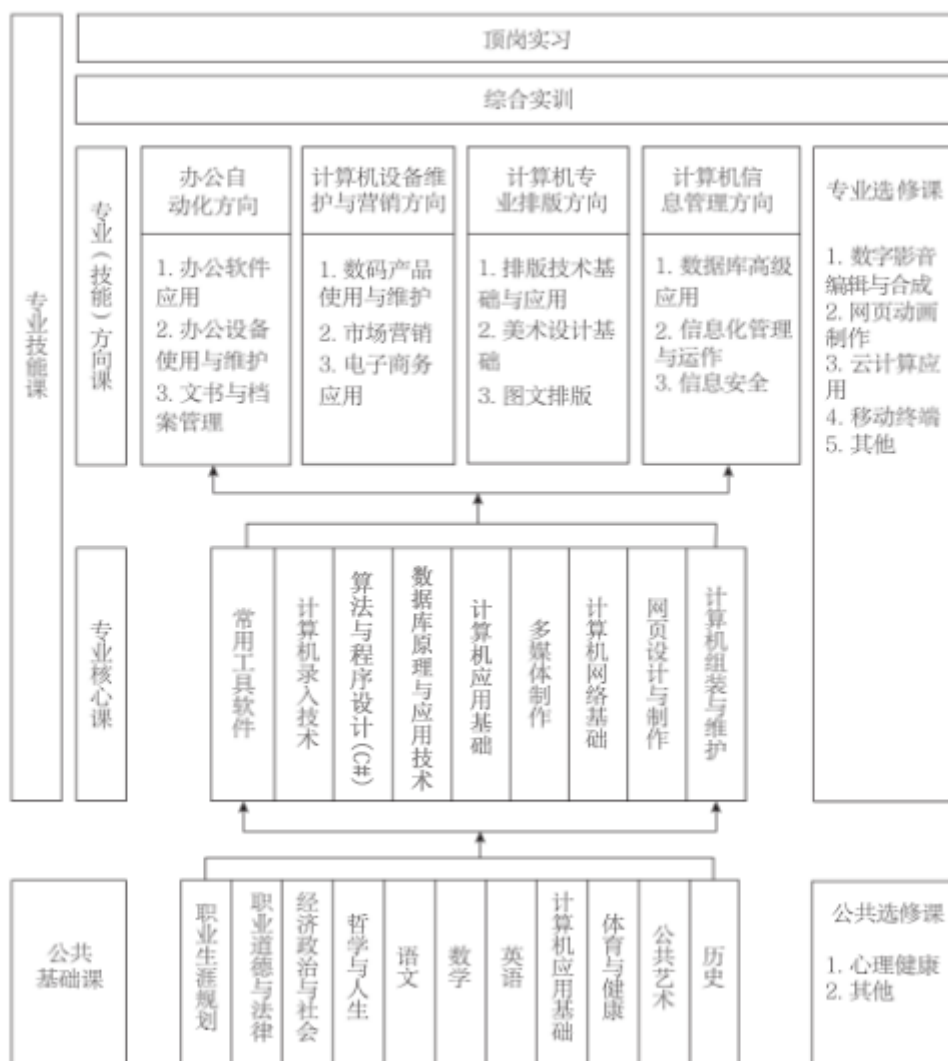 顶岗实习
综合实训
专业技能课
专业（技能）方向课
办公自
动化方向
1. 办公软件
应用
2. 办公设备
使用与维护
3. 文书与档
案管理
计算机设备维
护与营销方向
1. 数码产品
使用与维护
2. 市场营销
3. 电子商务
应用
计算机专
业排版方向
1. 排版技术基
础与应用
2. 美术设计基
础
3. 图文排版
计算机信
息管理方向
1. 数据库高级
应用
2. 信息化管理
与运作
3. 信息安全
专业选修课
1. 数字影音
编辑与合成
2. 网页动画
制作
3. 云计算应
用
4. 移动终端
5. 其他
专业核心课
常用工具软件
计算机录入技术
算法与程序设计(C#)
数据库原理与应用技术
计算机应用基础
多媒体制作
计算机网络基础
网页设计与制作
计算机组装与维护
公共
基础课
职业生涯规划
职业道德与法律
经济政治与社会
哲学与人生
语文
数学
英语
计算机应用基础
体育与健康
公共艺术
历史
公共选修课
1. 心理健康
2. 其他